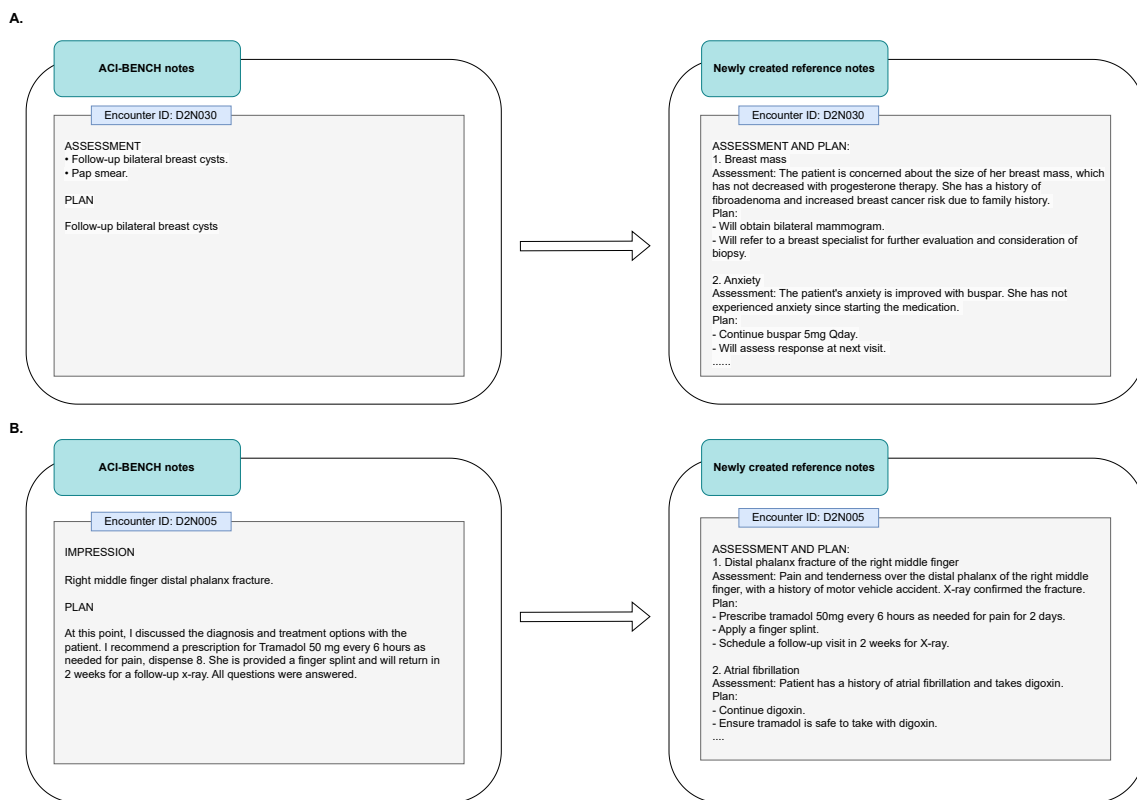 A.
ACI-BENCH notes
Encounter ID: D2N030
ASSESSMENT
• Follow-up bilateral breast cysts.
• Pap smear.
PLAN
Follow-up bilateral breast cysts
Newly created reference notes
Encounter ID: D2N030
ASSESSMENT AND PLAN:
1. Breast mass
Assessment: The patient is concerned about the size of her breast mass, which
has not decreased with progesterone therapy. She has a history of
fibroadenoma and increased breast cancer risk due to family history.
Plan:
- Will obtain bilateral mammogram.
- Will refer to a breast specialist for further evaluation and consideration of
biopsy.
2. Anxiety
Assessment: The patient's anxiety is improved with buspar. She has not
experienced anxiety since starting the medication.
Plan:
- Continue buspar 5mg Qday.
- Will assess response at next visit.
......
B.
ACI-BENCH notes
Encounter ID: D2N005
IMPRESSION
Right middle finger distal phalanx fracture.
PLAN
At this point, I discussed the diagnosis and treatment options with the
patient. I recommend a prescription for Tramadol 50 mg every 6 hours as
needed for pain, dispense 8. She is provided a finger splint and will return in
2 weeks for a follow-up x-ray. All questions were answered.
Newly created reference notes
Encounter ID: D2N005
ASSESSMENT AND PLAN:
1. Distal phalanx fracture of the right middle finger
Assessment: Pain and tenderness over the distal phalanx of the right middle
finger, with a history of motor vehicle accident. X-ray confirmed the fracture.
Plan:
- Prescribe tramadol 50mg every 6 hours as needed for pain for 2 days.
- Apply a finger splint.
- Schedule a follow-up visit in 2 weeks for X-ray.
2. Atrial fibrillation
Assessment: Patient has a history of atrial fibrillation and takes digoxin.
Plan:
- Continue digoxin.
- Ensure tramadol is safe to take with digoxin.
....